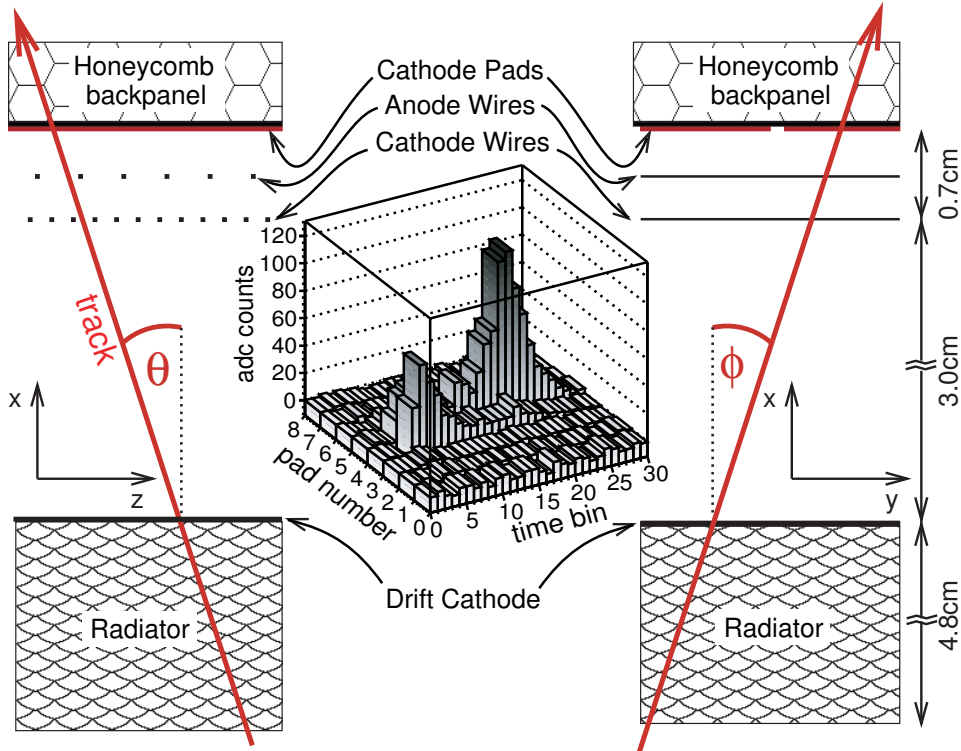 Honeycomb
backpanel
Cathode Pads
Anode Wires
Cathode Wires
Honeycomb
backpanel
0.7cm
track
θ
x
z
120
100
80
60
40
20
0
adc counts
8
7
6
5
4
3
2
1
0
pad number
0
5
10
15
20
25
30
time bin
ϕ
x
y
3.0cm
Drift Cathode
Radiator
Radiator
4.8cm